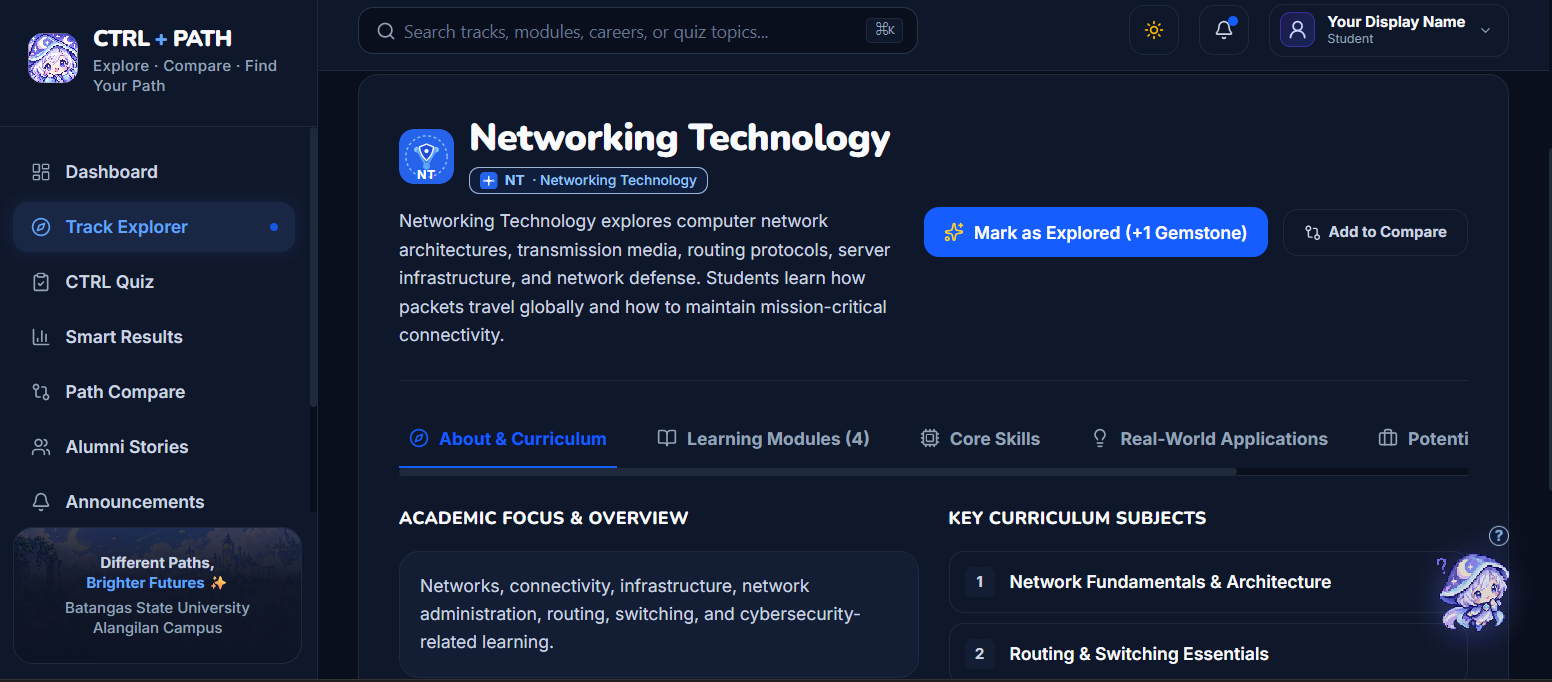 CTRL + PATH
Explore · Compare · Find
Your Path
Dashboard
Track Explorer
CTRL Quiz
Smart Results
Path Compare
Alumni Stories
Announcements
Different Paths,
Brighter Futures ✨
Batangas State University
Alangilan Campus
Search tracks, modules, careers, or quiz topics...
⌘K
Your Display Name
Student
NT
Networking Technology
NT · Networking Technology
Networking Technology explores computer network
architectures, transmission media, routing protocols, server
infrastructure, and network defense. Students learn how
packets travel globally and how to maintain mission-critical
connectivity.
Mark as Explored (+1 Gemstone)
Add to Compare
About & Curriculum
Learning Modules (4)
Core Skills
Real-World Applications
Potenti
ACADEMIC FOCUS & OVERVIEW
Networks, connectivity, infrastructure, network
administration, routing, switching, and cybersecurity-
related learning.
KEY CURRICULUM SUBJECTS
1 Network Fundamentals & Architecture
2 Routing & Switching Essentials
?
?